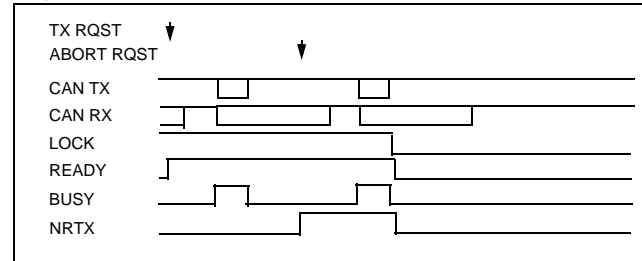 TX RQST
ABORT RQST
CAN TX
CAN RX
LOCK
READY
BUSY
NRTX